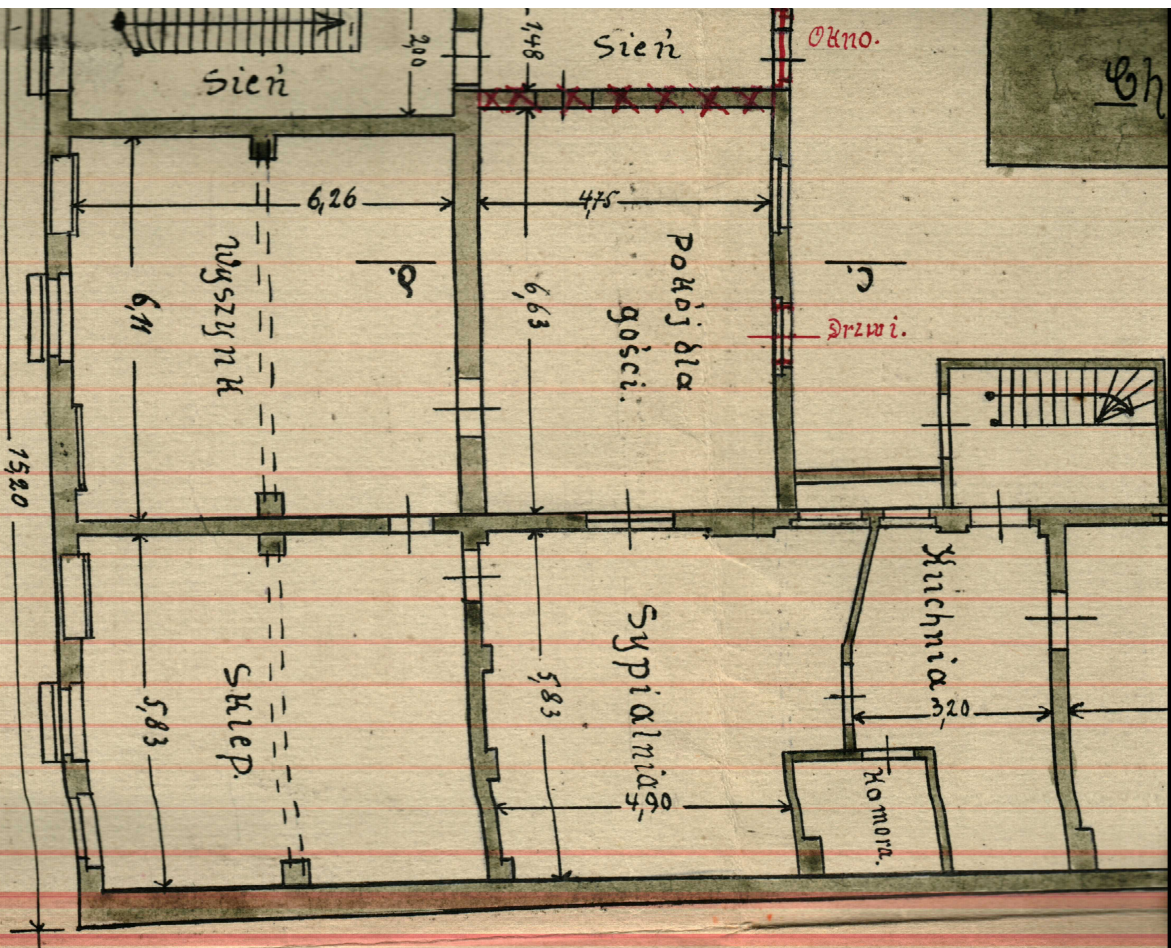 Sień
2,00
1,48
Sień
Okno.
Ch
6,26
4,75
6,11
Wyszynk
6,63
Pokój dla
gości.
Drzwi.
15,20
5,83
Sklep.
5,83
Sypialnia
4,90
Kuchnia
3,20
Komora.